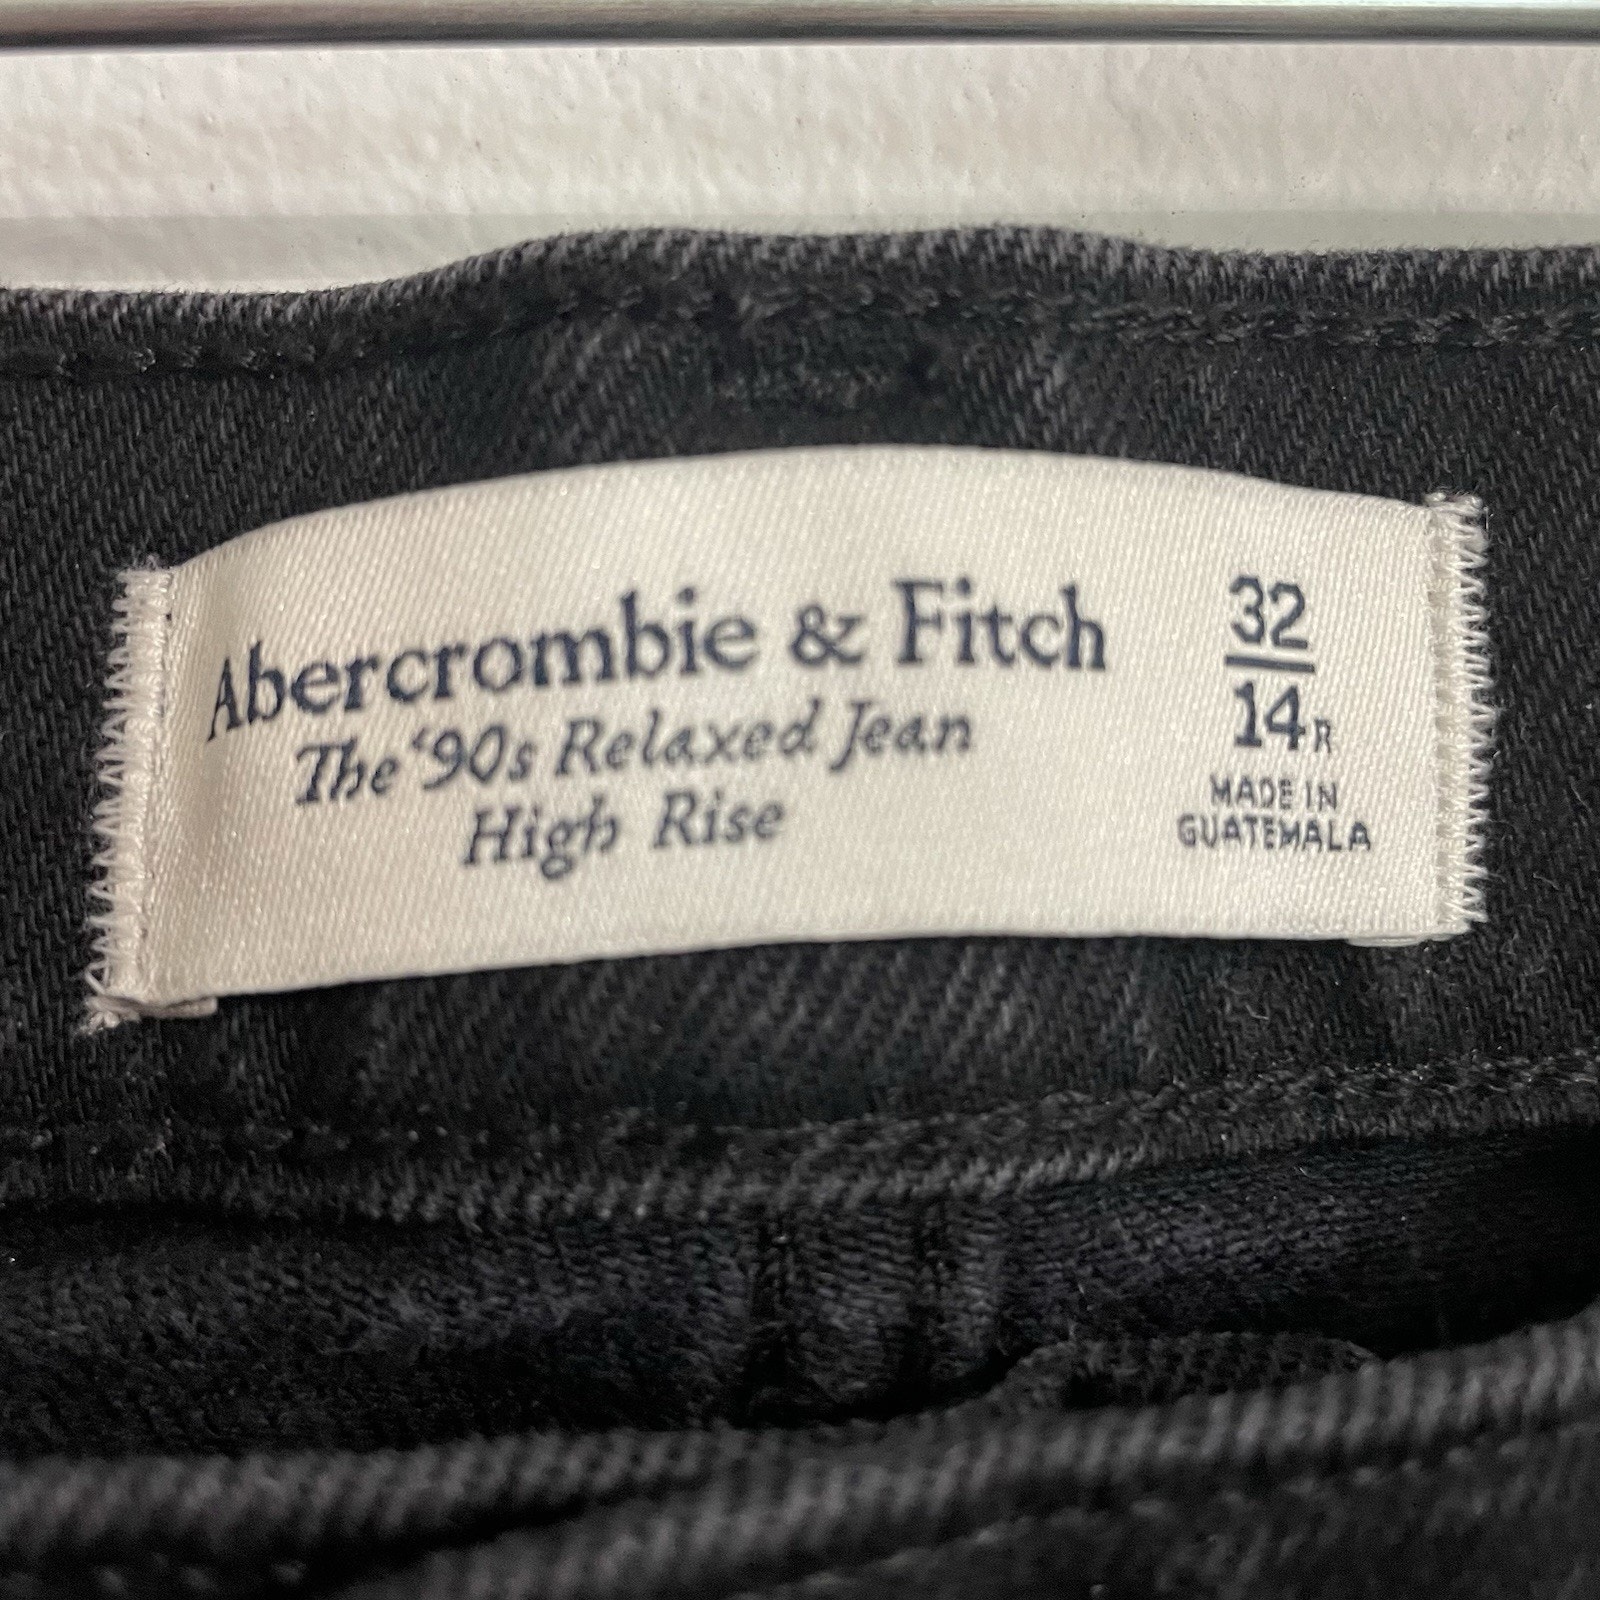 Abercrombie & Fitch
The '90s Relaxed Jean
High Rise
32
14R
MADE IN
GUATEMALA